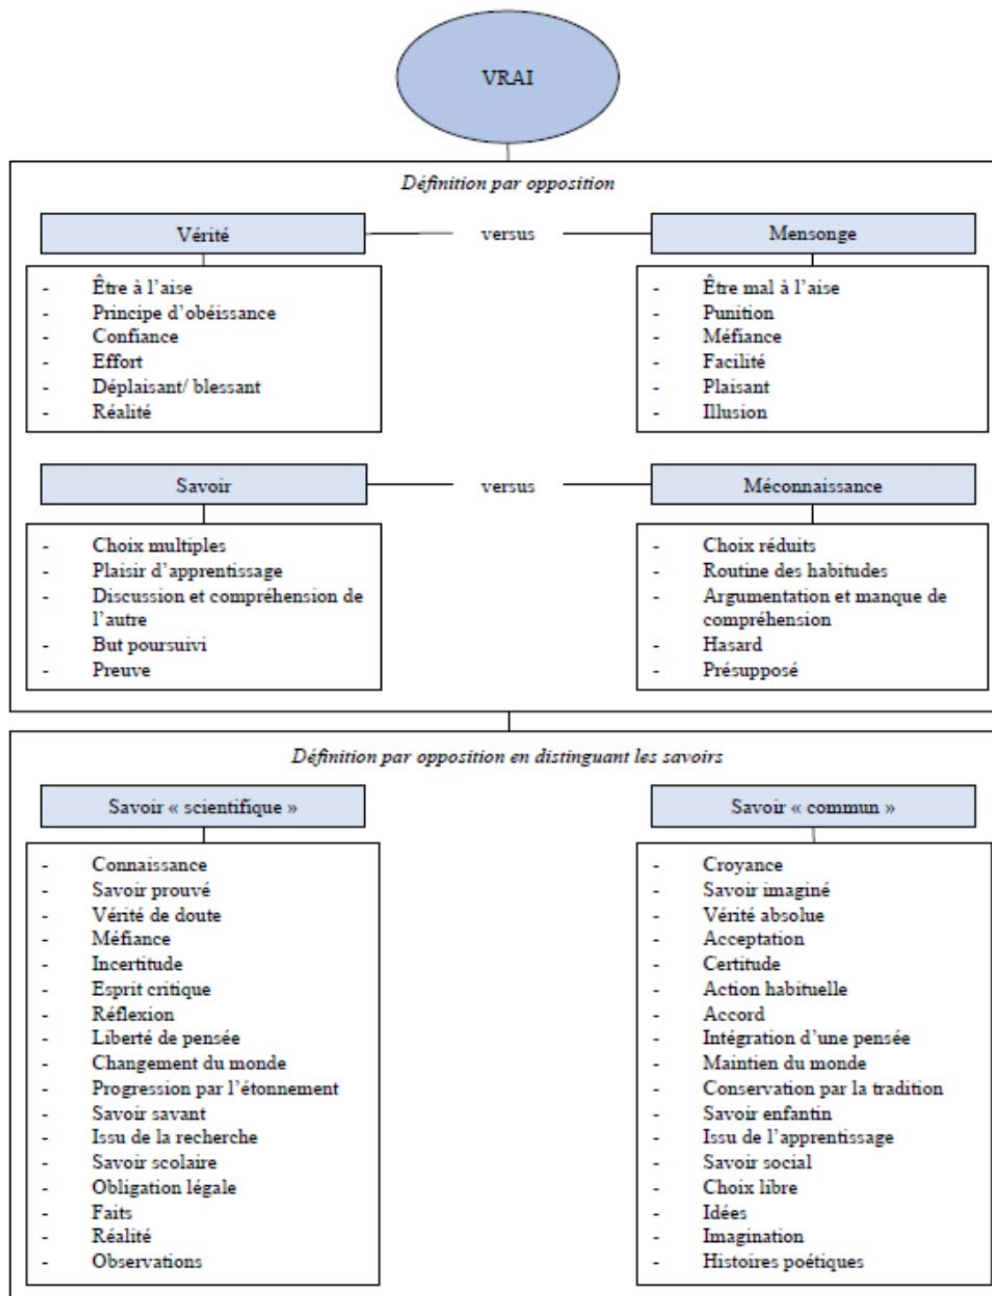 VRAI
Définition par opposition
Vérité versus Mensonge
- Être à l'aise
- Principe d'obéissance
- Confiance
- Effort
- Déplaisant/ blessant
- Réalité
- Être mal à l'aise
- Punition
- Méfiance
- Facilité
- Plaisant
- Illusion
Savoir versus Méconnaissance
- Choix multiples
- Plaisir d'apprentissage
- Discussion et compréhension de
l'autre
- But poursuivi
- Preuve
- Choix réduits
- Routine des habitudes
- Argumentation et manque de
compréhension
- Hasard
- Présupposé
Définition par opposition en distinguant les savoirs
Savoir « scientifique »
- Connaissance
- Savoir prouvé
- Vérité de doute
- Méfiance
- Incertitude
- Esprit critique
- Réflexion
- Liberté de pensée
- Changement du monde
- Progression par l'étonnement
- Savoir savant
- Issu de la recherche
- Savoir scolaire
- Obligation légale
- Faits
- Réalité
- Observations
Savoir « commun »
- Croyance
- Savoir imaginé
- Vérité absolue
- Acceptation
- Certitude
- Action habituelle
- Accord
- Intégration d'une pensée
- Maintien du monde
- Conservation par la tradition
- Savoir enfantin
- Issu de l'apprentissage
- Savoir social
- Choix libre
- Idées
- Imagination
- Histoires poétiques